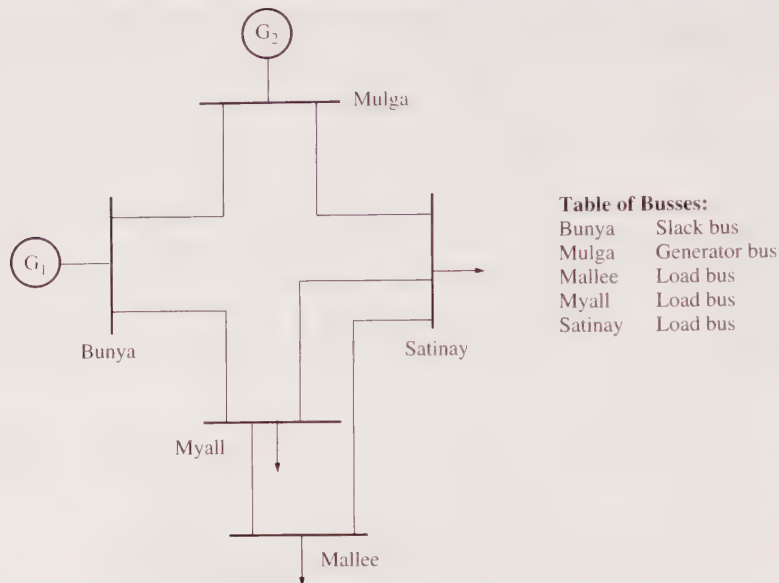 G₂
Mulga
G₁
Bunya
Satinay
Myall
Mallee
Table of Busses:
Bunya Slack bus
Mulga Generator bus
Mallee Load bus
Myall Load bus
Satinay Load bus